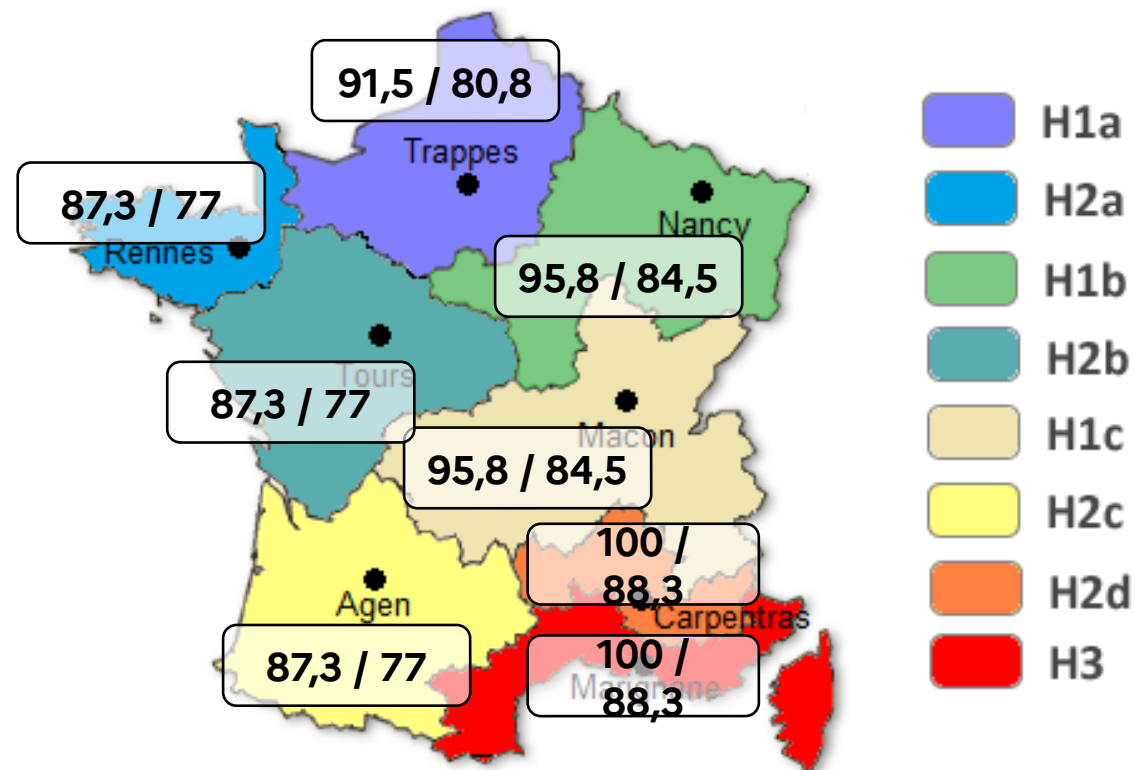 91,5 / 80,8
Trappes
87,3 / 77
Rennes
Nancy
95,8 / 84,5
Tours
87,3 / 77
Macon
95,8 / 84,5
100 /
88,3
Agen
Carpentras
87,3 / 77
100 /
88,3
Marignane
H1a
H2a
H1b
H2b
H1c
H2c
H2d
H3